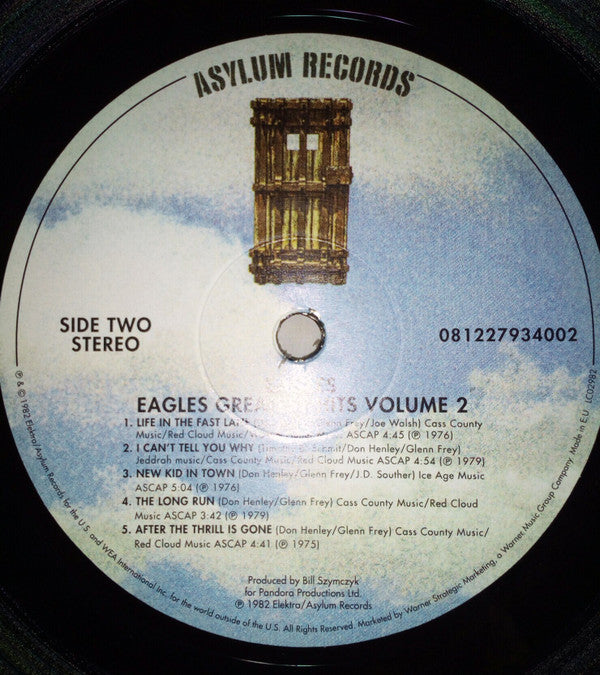 ASYLUM RECORDS
SIDE TWO
STEREO
081227934002
EAGLES GREATEST HITS VOLUME 2
1. LIFE IN THE FAST LANE Glenn Frey/Joe Walsh) Cass County
Music/Red Cloud Music/ ASCAP 4:45 (℗ 1976)
2. I CAN'T TELL YOU WHY (Timothy B. Schmit/Don Henley/Glenn Frey)
Jeddrah music/Cass County Music/Red Cloud Music ASCAP 4:54 (℗ 1979)
3. NEW KID IN TOWN (Don Henley/Glenn Frey/J.D. Souther) Ice Age Music
ASCAP 5:04 (℗ 1976)
4. THE LONG RUN (Don Henley/Glenn Frey) Cass County Music/Red Cloud
Music ASCAP 3:42 (℗ 1979)
5. AFTER THE THRILL IS GONE (Don Henley/Glenn Frey) Cass County Music/
Red Cloud Music ASCAP 4:41 (℗ 1975)
Produced by Bill Szymczyk
for Pandora Productions Ltd.
℗ 1982 Elektra/Asylum Records
℗ & © 1982 Elektra/Asylum Records for the U.S. and WEA International Inc. for the world outside of the U.S. All Rights Reserved. Marketed by Warner Strategic Marketing, a Warner Music Group Company. Made in E.U. LC02982